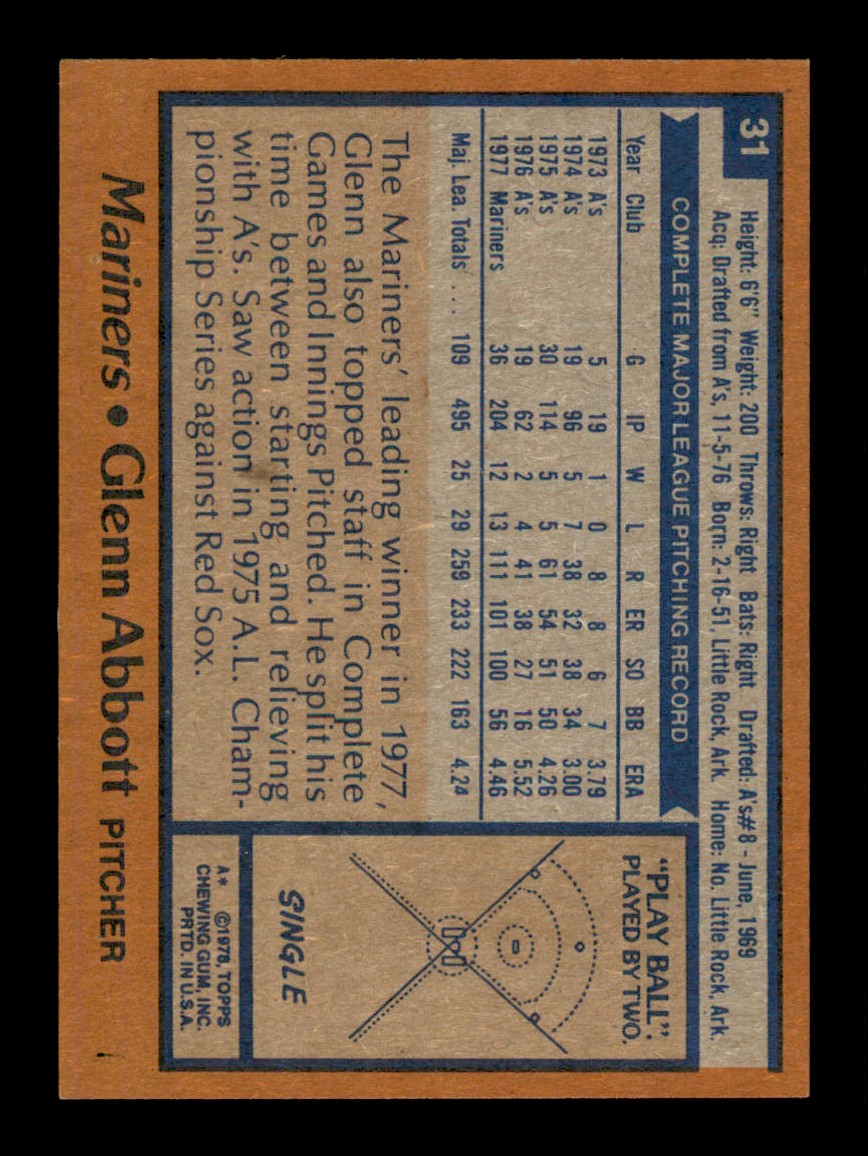 31
Height: 6'6" Weight: 200 Throws: Right Bats: Right Drafted: A's#8 - June, 1969
Acq: Drafted from A's, 11-5-76 Born: 2-16-51, Little Rock, Ark. Home: No. Little Rock, Ark.
COMPLETE MAJOR LEAGUE PITCHING RECORD
Year Club G IP W L R ER SO BB ERA
1973 A's 5 19 1 0 8 8 6 7 3.79
1974 A's 19 96 5 7 38 32 38 34 3.00
1975 A's 30 114 5 5 61 54 51 50 4.26
1976 A's 19 62 2 4 41 38 27 16 5.52
1977 Mariners 36 204 12 13 111 101 100 56 4.46
Maj. Lea. Totals . . . 109 495 25 29 259 233 222 163 4.24
The Mariners' leading winner in 1977,
Glenn also topped staff in Complete
Games and Innings Pitched. He split his
time between starting and relieving
with A's. Saw action in 1975 A.L. Cham-
pionship Series against Red Sox.
"PLAY BALL":
PLAYED BY TWO.
SINGLE
A* ©1978, TOPPS
CHEWING GUM, INC.
PRTD. IN U.S.A.
Mariners • Glenn Abbott PITCHER